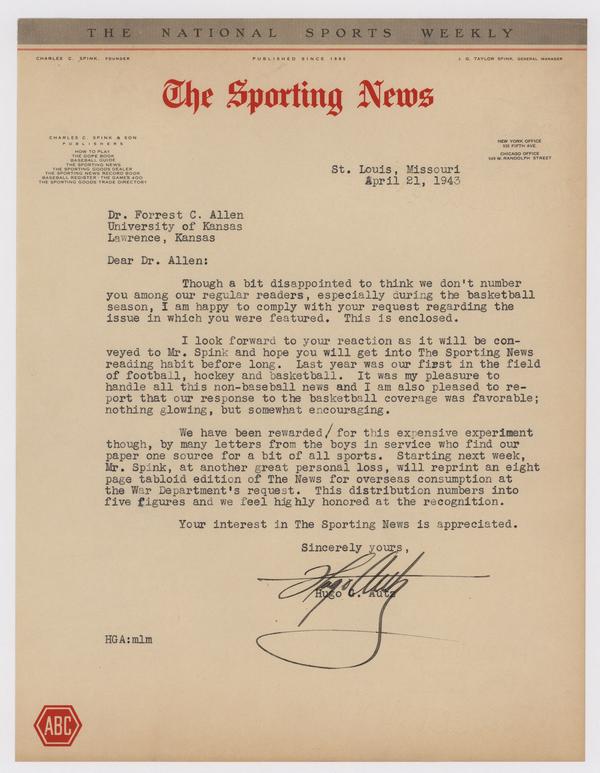 THE NATIONAL SPORTS WEEKLY
CHARLES C. SPINK, FOUNDER
PUBLISHED SINCE 1886
J. G. TAYLOR SPINK, GENERAL MANAGER
The Sporting News
CHARLES C. SPINK & SON
PUBLISHERS
HOW TO PLAY
THE DOPE BOOK
BASEBALL GUIDE
THE SPORTING NEWS
THE SPORTING GOODS DEALER
THE SPORTING NEWS RECORD BOOK
BASEBALL REGISTER - THE GAMES 400
THE SPORTING GOODS TRADE DIRECTORY
NEW YORK OFFICE
535 FIFTH AVE.
CHICAGO OFFICE
W. RANDOLPH STREET
St. Louis, Missouri
April 21, 1943
Dr. Forrest C. Allen
University of Kansas
Lawrence, Kansas
Dear Dr. Allen:
Though a bit disappointed to think we don't number
you among our regular readers, especially during the basketball
season, I am happy to comply with your request regarding the
issue in which you were featured. This is enclosed.
I look forward to your reaction as it will be con-
veyed to Mr. Spink and hope you will get into The Sporting News
reading habit before long. Last year was our first in the field
of football, hockey and basketball. It was my pleasure to
handle all this non-baseball news and I am also pleased to re-
port that our response to the basketball coverage was favorable;
nothing glowing, but somewhat encouraging.
We have been rewarded/for this expensive experiment
though, by many letters from the boys in service who find our
paper one source for a bit of all sports. Starting next week,
Mr. Spink, at another great personal loss, will reprint an eight
page tabloid edition of The News for overseas consumption at
the War Department's request. This distribution numbers into
five figures and we feel highly honored at the recognition.
Your interest in The Sporting News is appreciated.
Sincerely yours,
Hugo Autz
Hugo G. Autz
HGA:mlm
ABC